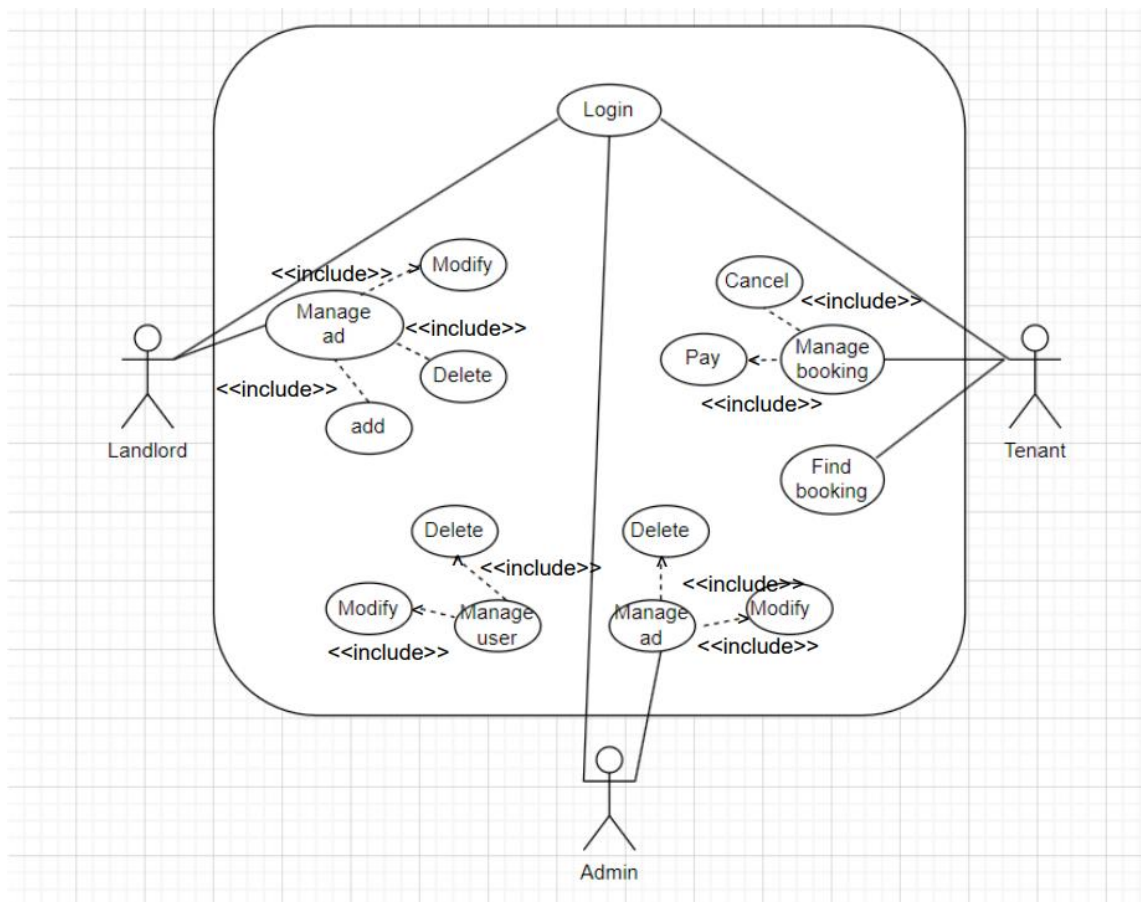 Login
<<include>>
Modify
Manage
ad
<<include>>
Delete
<<include>>
add
Landlord
Cancel
<<include>>
Pay
Manage
booking
<<include>>
Find
booking
Tenant
Delete
<<include>>
Modify
Manage
user
<<include>>
Delete
<<include>>
Manage
ad
Modify
<<include>>
Admin